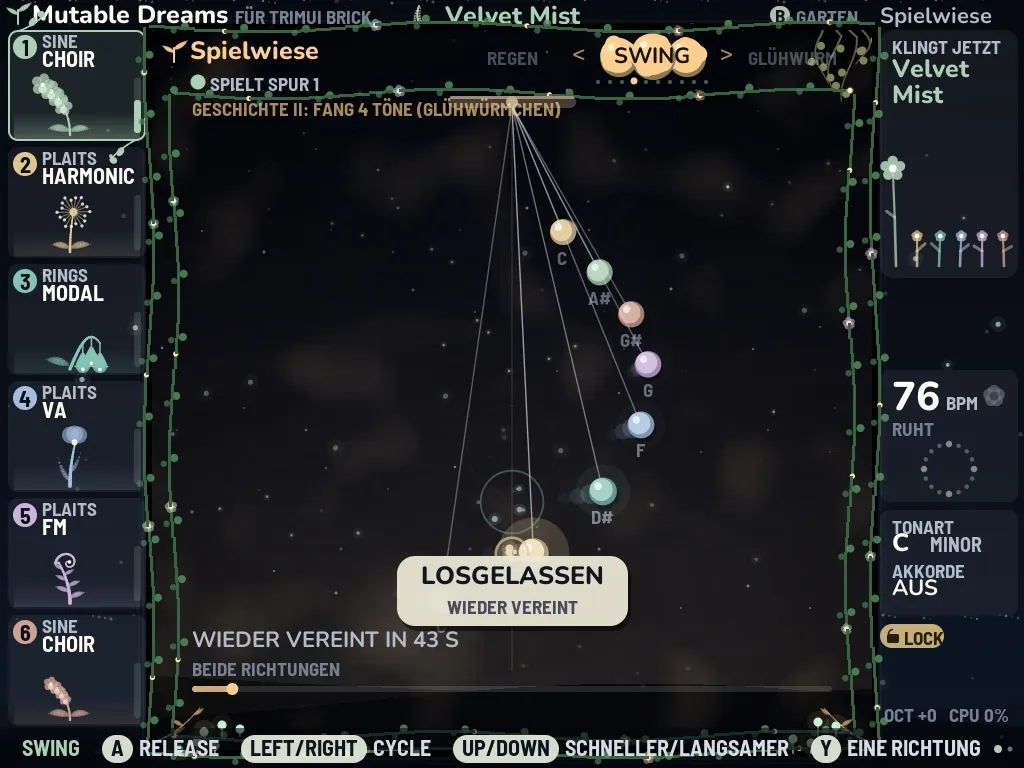 Mutable Dreams FÜR TRIMUI BRICK
Velvet Mist
B GARTEN
Spielwiese
1 SINE
CHOIR
2 PLAITS
HARMONIC
3 RINGS
MODAL
4 PLAITS
VA
5 PLAITS
FM
6 SINE
CHOIR
Spielwiese
REGEN < SWING > GLÜHWURM
SPIELT SPUR 1
GESCHICHTE II: FANG 4 TÖNE (GLÜHWÜRMCHEN)
C
A#
G#
G
F
D#
LOSGELASSEN
WIEDER VEREINT
WIEDER VEREINT IN 43 S
BEIDE RICHTUNGEN
KLINGT JETZT
Velvet
Mist
76 BPM
RUHT
TONART
C MINOR
AKKORDE
AUS
LOCK
OCT +0 CPU 0%
SWING A RELEASE LEFT/RIGHT CYCLE UP/DOWN SCHNELLER/LANGSAMER Y EINE RICHTUNG